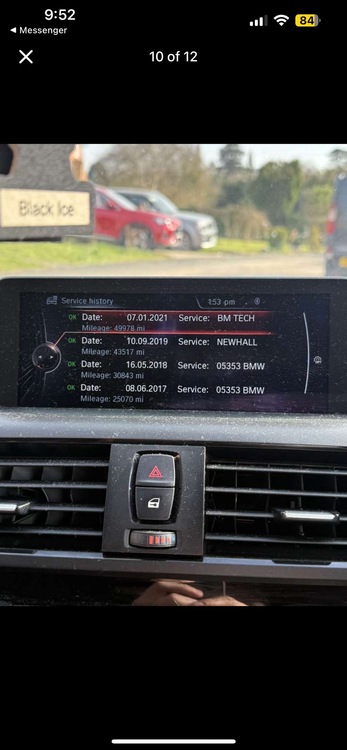 9:52
84
◀ Messenger
10 of 12
Black Ice
Service history 1:53 pm
OK Date: 07.01.2021 Service: BM TECH
Mileage: 49978 mi
OK Date: 10.09.2019 Service: NEWHALL
Mileage: 43517 mi
OK Date: 16.05.2018 Service: 05353 BMW
Mileage: 30843 mi
OK Date: 08.06.2017 Service: 05353 BMW
Mileage: 25070 mi